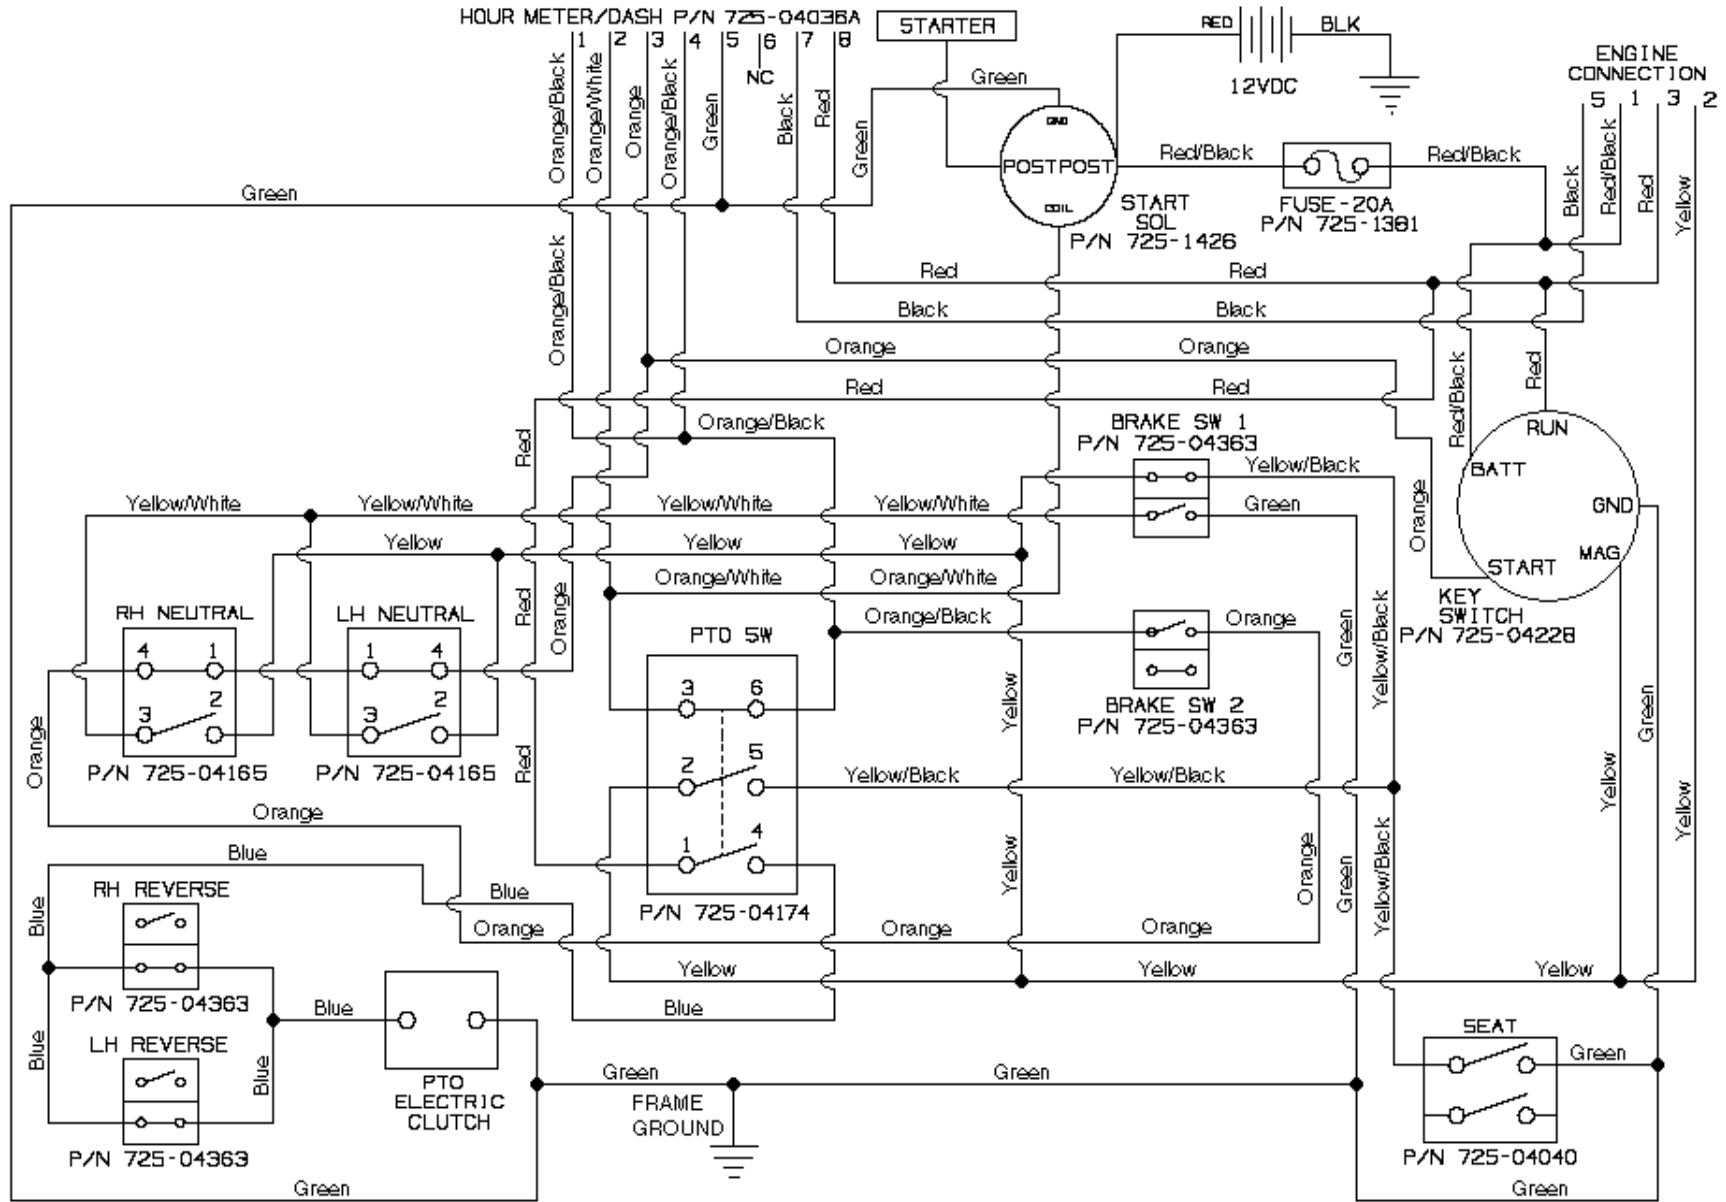 HOUR METER/DASH P/N 725-04036A
1 2 3 4 5 6 7 8
NC
Orange/Black
Orange/White
Orange
Orange/Black
Green
Black
Red
STARTER
Green
Green
RED
BLK
12VDC
ENGINE
CONNECTION
5 1 3 2
Black
Red/Black
Red
Yellow
GND
POST POST
COIL
START
SOL
P/N 725-1426
Red/Black
FUSE-20A
P/N 725-1381
Red/Black
Green
Orange/Black
Red
Red
Black
Black
Orange
Orange
Red
Red
Red/Black
Red
Orange/Black
Red
BRAKE SW 1
P/N 725-04363
Yellow/Black
Green
RUN
BATT
GND
MAG
START
KEY
SWITCH
P/N 725-04228
Orange
Yellow/White
Yellow/White
Yellow/White
Yellow/White
Yellow
Yellow
Yellow
Orange/White
Orange/White
Orange/Black
Orange
RH NEUTRAL
4 1
3 2
P/N 725-04165
LH NEUTRAL
1 4
3 2
P/N 725-04165
Red
Orange
PTO SW
3 6
2 5
1 4
P/N 725-04174
BRAKE SW 2
P/N 725-04363
Yellow
Green
Yellow/Black
Green
Orange
Red
Yellow/Black
Yellow/Black
Yellow
Yellow
Orange
Blue
Blue
Yellow
Orange
Green
Yellow/Black
RH REVERSE
P/N 725-04363
Blue
Orange
Orange
Orange
Yellow
Yellow
Yellow
Blue
Blue
LH REVERSE
P/N 725-04363
Blue
Blue
PTO
ELECTRIC
CLUTCH
Green
FRAME
GROUND
Green
SEAT
Green
P/N 725-04040
Green
Green